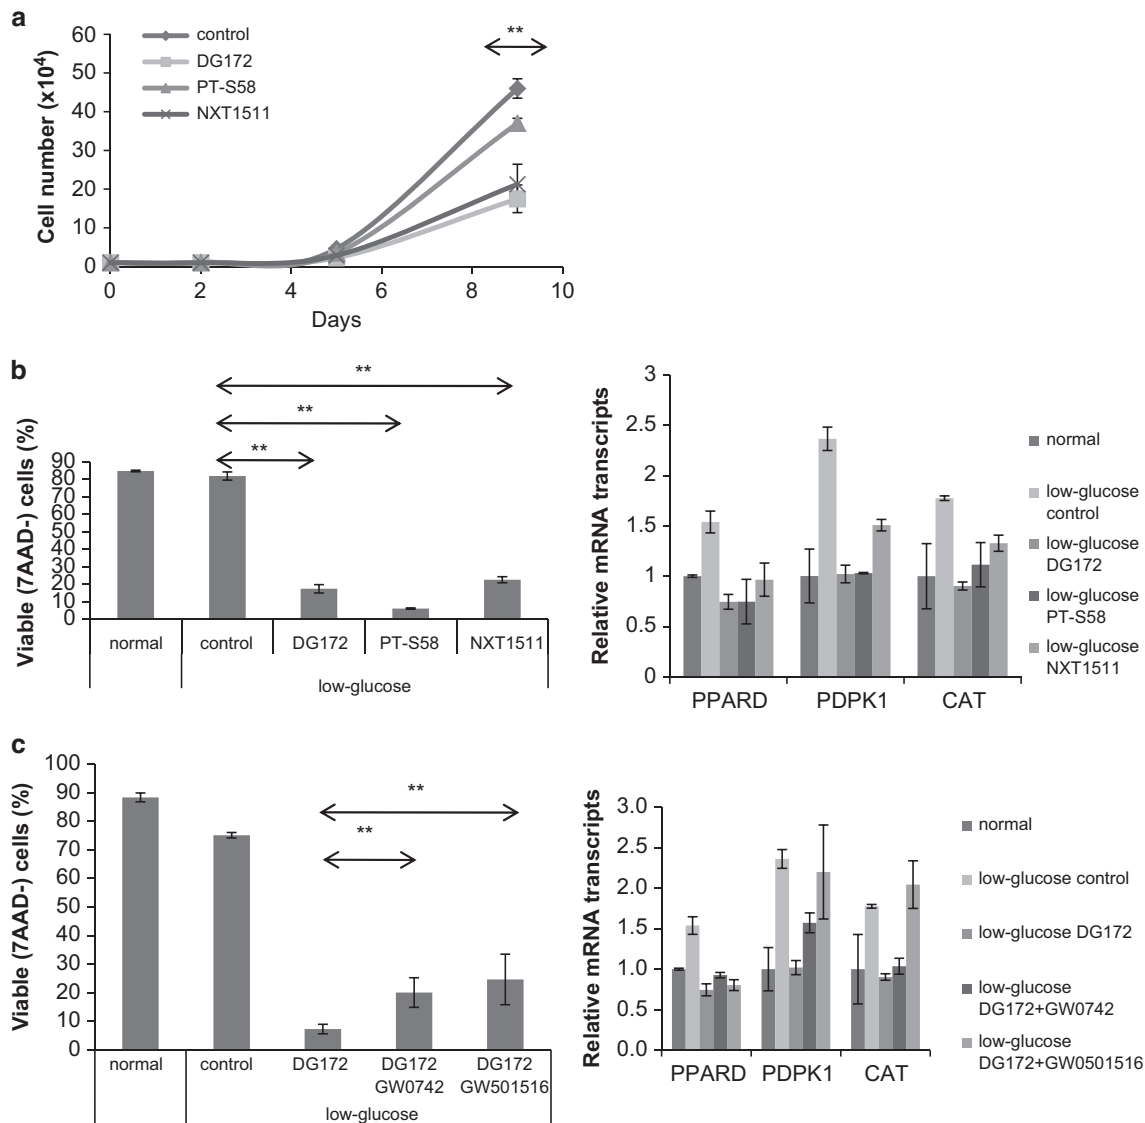 a
60
50
40
30
20
10
0
Cell number (x10⁴)
control
DG172
PT-S58
NXT1511
**
0 2 4 6 8 10
Days
b
90
80
70
60
50
40
30
20
10
0
Viable (7AAD-) cells (%)
**
**
**
normal control DG172 PT-S58 NXT1511
low-glucose
3
2.5
2
1.5
1
0.5
0
Relative mRNA transcripts
PPARD PDPK1 CAT
normal
low-glucose
control
low-glucose
DG172
low-glucose
PT-S58
low-glucose
NXT1511
c
100
90
80
70
60
50
40
30
20
10
0
Viable (7AAD-) cells (%)
**
**
normal control DG172 DG172 DG172
GW0742 GW501516
low-glucose
3.0
2.5
2.0
1.5
1.0
0.5
0.0
Relative mRNA transcripts
PPARD PDPK1 CAT
normal
low-glucose control
low-glucose DG172
low-glucose
DG172+GW0742
low-glucose
DG172+GW0501516